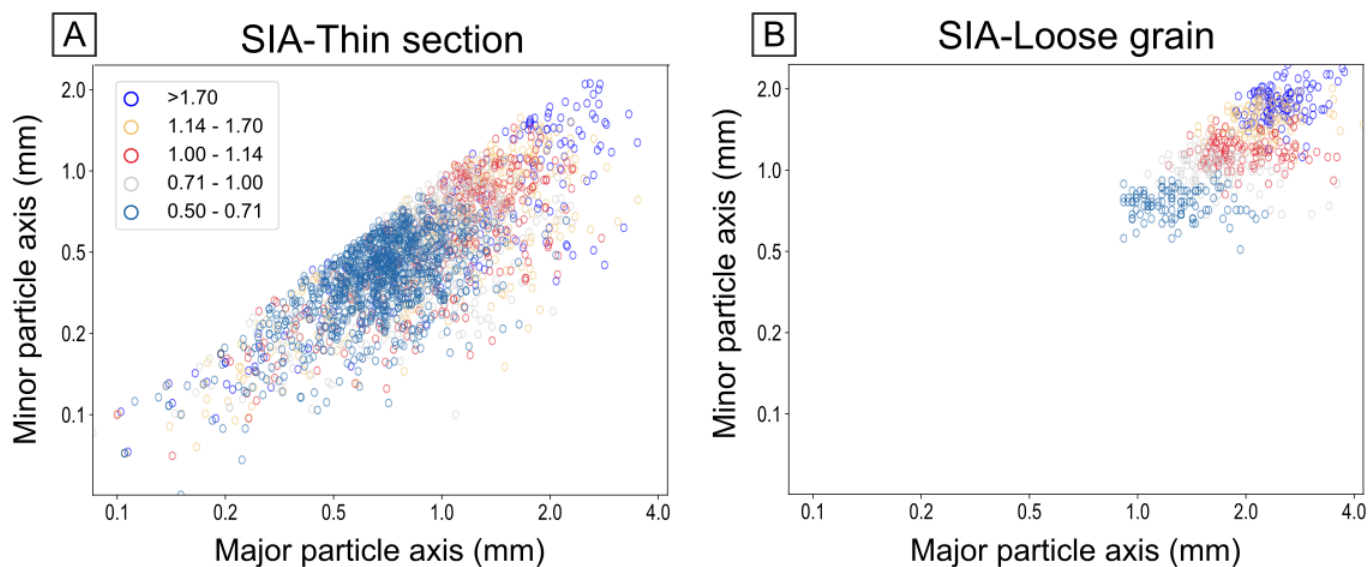 A
SIA-Thin section
Minor particle axis (mm)
2.0
1.0
0.5
0.2
0.1
>1.70
1.14 - 1.70
1.00 - 1.14
0.71 - 1.00
0.50 - 0.71
0.1 0.2 0.5 1.0 2.0 4.0
Major particle axis (mm)
B
SIA-Loose grain
Minor particle axis (mm)
2.0
1.0
0.5
0.2
0.1
0.1 0.2 0.5 1.0 2.0 4.0
Major particle axis (mm)